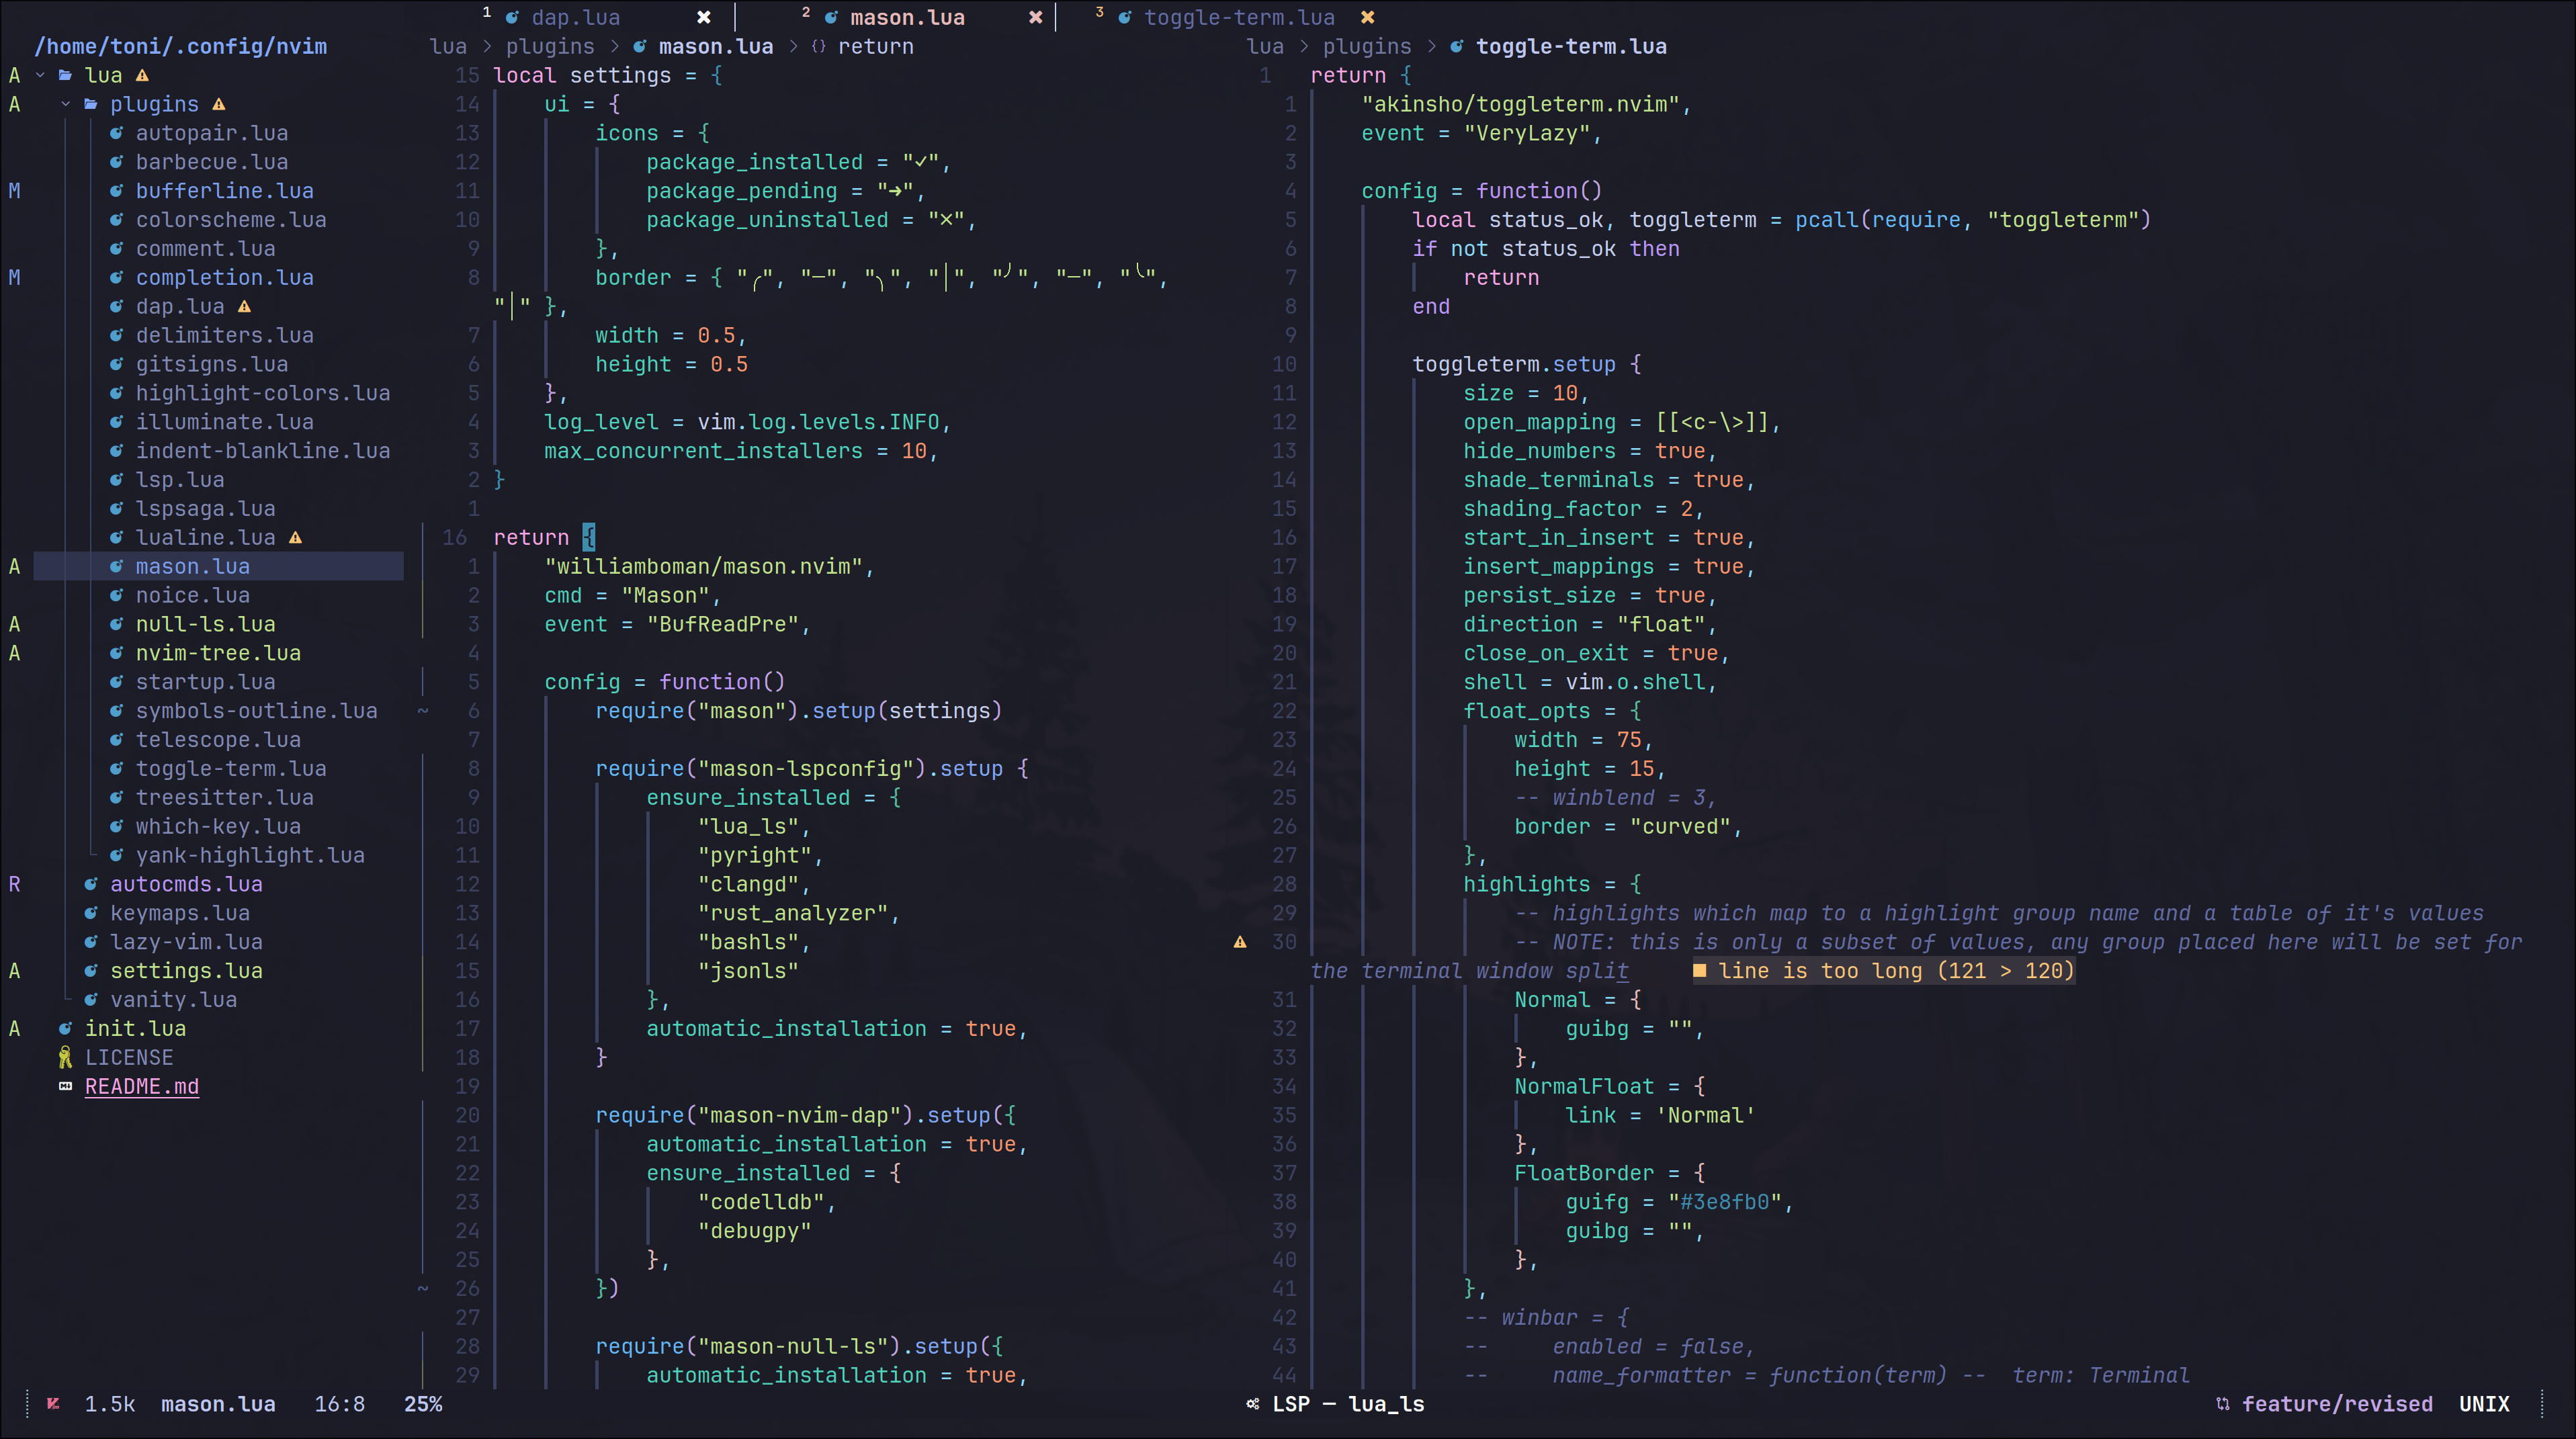 1 dap.lua ✖ 2 mason.lua ✖ 3 toggle-term.lua ✖
/home/toni/.config/nvim
A lua
A plugins
autopair.lua
barbecue.lua
M bufferline.lua
colorscheme.lua
comment.lua
M completion.lua
dap.lua
delimiters.lua
gitsigns.lua
highlight-colors.lua
illuminate.lua
indent-blankline.lua
lsp.lua
lspsaga.lua
lualine.lua
A mason.lua
noice.lua
A null-ls.lua
A nvim-tree.lua
startup.lua
symbols-outline.lua
telescope.lua
toggle-term.lua
treesitter.lua
which-key.lua
yank-highlight.lua
R autocmds.lua
keymaps.lua
lazy-vim.lua
A settings.lua
vanity.lua
A init.lua
LICENSE
README.md
lua > plugins > mason.lua > {} return
15 local settings = {
14 ui = {
13 icons = {
12 package_installed = "✓",
11 package_pending = "➜",
10 package_uninstalled = "✗",
9 },
8 border = { "╭", "─", "╮", "│", "╯", "─", "╰",
"│" },
7 width = 0.5,
6 height = 0.5
5 },
4 log_level = vim.log.levels.INFO,
3 max_concurrent_installers = 10,
2 }
1
16 return {
1 "williamboman/mason.nvim",
2 cmd = "Mason",
3 event = "BufReadPre",
4
5 config = function()
~ 6 require("mason").setup(settings)
7
8 require("mason-lspconfig").setup {
9 ensure_installed = {
10 "lua_ls",
11 "pyright",
12 "clangd",
13 "rust_analyzer",
14 "bashls",
15 "jsonls"
16 },
17 automatic_installation = true,
18 }
19
20 require("mason-nvim-dap").setup({
21 automatic_installation = true,
22 ensure_installed = {
23 "codelldb",
24 "debugpy"
25 },
~ 26 })
27
28 require("mason-null-ls").setup({
29 automatic_installation = true,
lua > plugins > toggle-term.lua
1 return {
1 "akinsho/toggleterm.nvim",
2 event = "VeryLazy",
3
4 config = function()
5 local status_ok, toggleterm = pcall(require, "toggleterm")
6 if not status_ok then
7 return
8 end
9
10 toggleterm.setup {
11 size = 10,
12 open_mapping = [[<c-\>]],
13 hide_numbers = true,
14 shade_terminals = true,
15 shading_factor = 2,
16 start_in_insert = true,
17 insert_mappings = true,
18 persist_size = true,
19 direction = "float",
20 close_on_exit = true,
21 shell = vim.o.shell,
22 float_opts = {
23 width = 75,
24 height = 15,
25 -- winblend = 3,
26 border = "curved",
27 },
28 highlights = {
29 -- highlights which map to a highlight group name and a table of it's values
30 -- NOTE: this is only a subset of values, any group placed here will be set for
the terminal window split ■ line is too long (121 > 120)
31 Normal = {
32 guibg = "",
33 },
34 NormalFloat = {
35 link = 'Normal'
36 },
37 FloatBorder = {
38 guifg = "#3e8fb0",
39 guibg = "",
40 },
41 },
42 -- winbar = {
43 -- enabled = false,
44 -- name_formatter = function(term) -- term: Terminal
1.5k mason.lua 16:8 25% LSP — lua_ls feature/revised UNIX